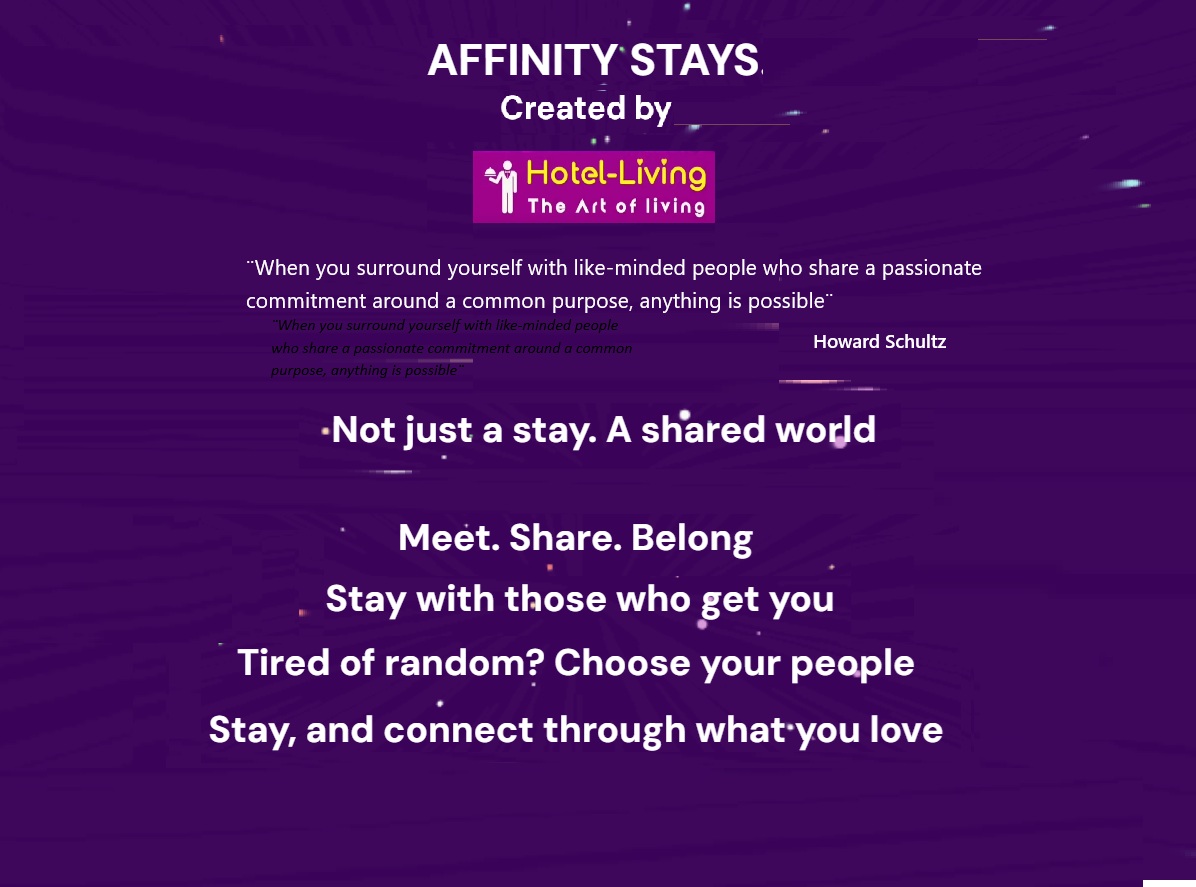 AFFINITY STAYS.
Created by
Hotel-Living
The Art of living
¨When you surround yourself with like-minded people who share a passionate
commitment around a common purpose, anything is possible¨
¨When you surround yourself with like-minded people
who share a passionate commitment around a common
purpose, anything is possible¨
Howard Schultz
Not just a stay. A shared world
Meet. Share. Belong
Stay with those who get you
Tired of random? Choose your people
Stay, and connect through what you love